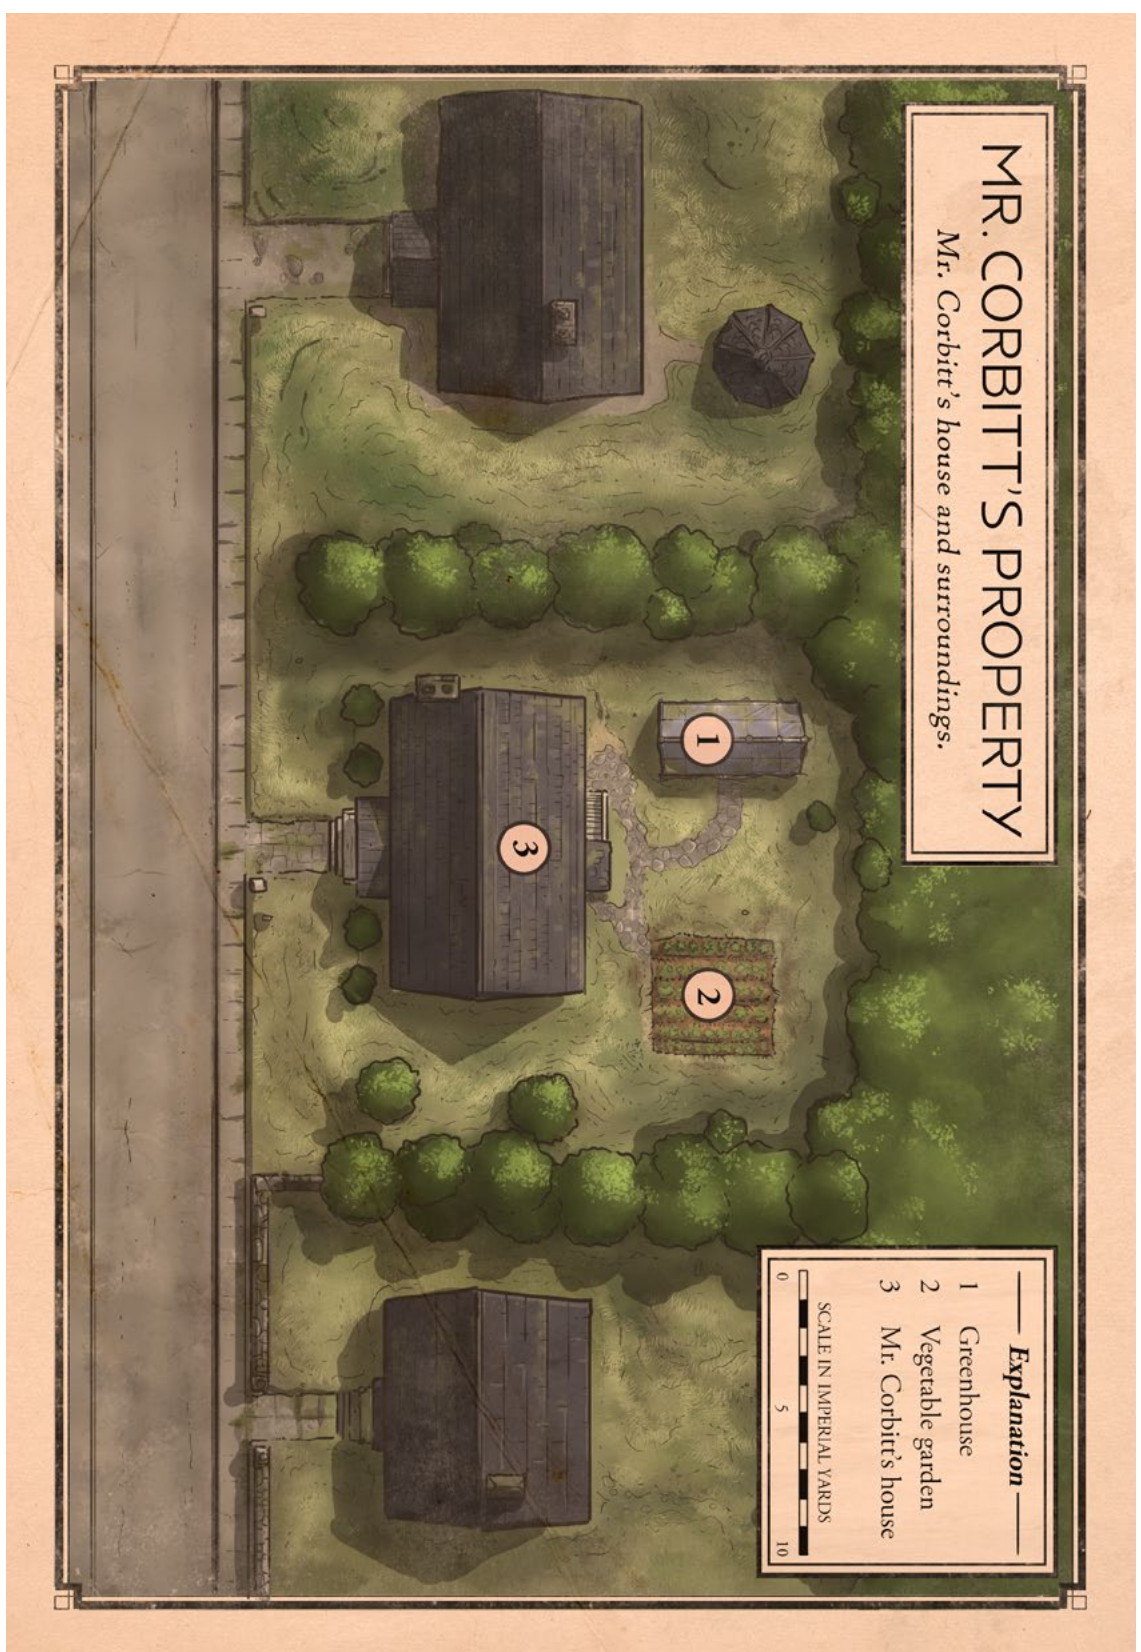 MR. CORBITT'S PROPERTY
Mr. Corbitt's house and surroundings.
1
2
3
Explanation
1 Greenhouse
2 Vegetable garden
3 Mr. Corbitt's house
SCALE IN IMPERIAL YARDS
0 5 10